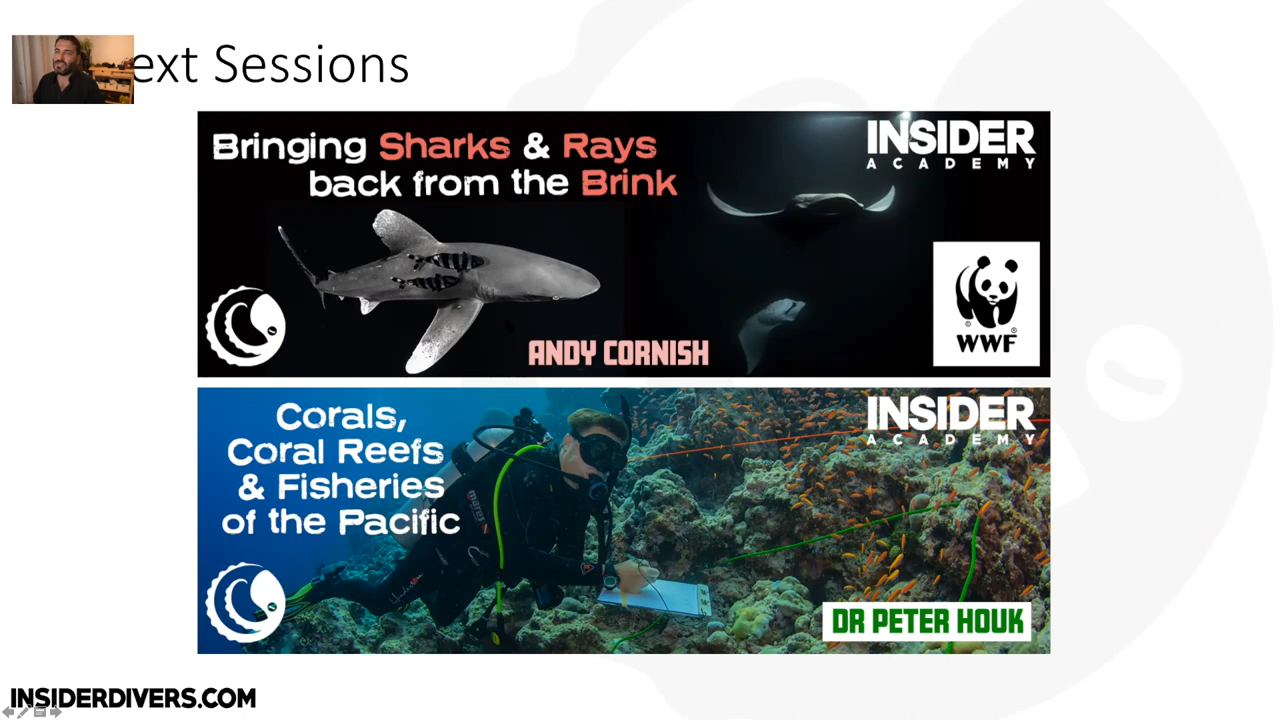 ext Sessions
Bringing Sharks & Rays
back from the Brink
INSIDER
ACADEMY
ANDY CORNISH
WWF
Corals,
Coral Reefs
& Fisheries
of the Pacific
INSIDER
ACADEMY
mares
DR PETER HOUK
INSIDERDIVERS.COM